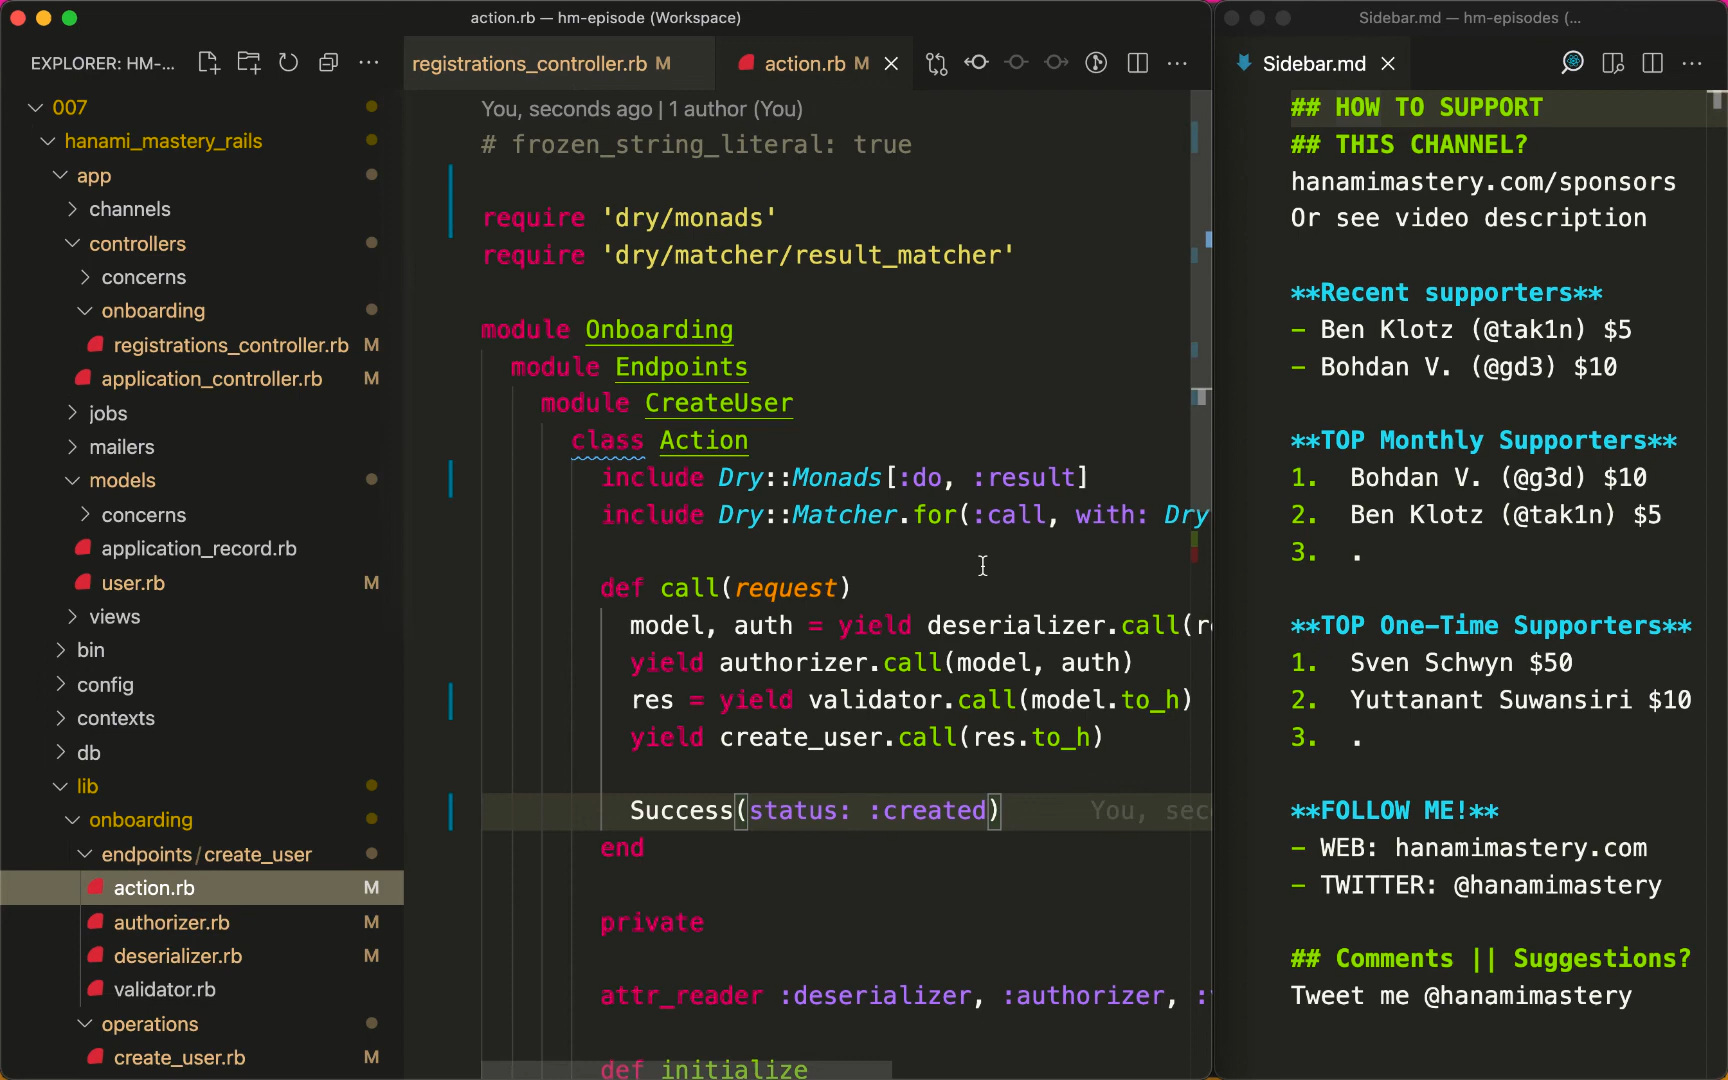 action.rb — hm-episode (Workspace)
EXPLORER: HM-...
007
hanami_mastery_rails
app
channels
controllers
concerns
onboarding
registrations_controller.rb M
application_controller.rb M
jobs
mailers
models
concerns
application_record.rb
user.rb M
views
bin
config
contexts
db
lib
onboarding
endpoints/create_user
action.rb M
authorizer.rb M
deserializer.rb M
validator.rb
operations
create_user.rb M
registrations_controller.rb M
action.rb M
You, seconds ago | 1 author (You)
# frozen_string_literal: true
require 'dry/monads'
require 'dry/matcher/result_matcher'
module Onboarding
module Endpoints
module CreateUser
class Action
include Dry::Monads[:do, :result]
include Dry::Matcher.for(:call, with: Dry
def call(request)
model, auth = yield deserializer.call(re
yield authorizer.call(model, auth)
res = yield validator.call(model.to_h)
yield create_user.call(res.to_h)
Success(status: :created) You, sec
end
private
attr_reader :deserializer, :authorizer, :
def initialize
Sidebar.md — hm-episodes (...
Sidebar.md
## HOW TO SUPPORT
## THIS CHANNEL?
hanamimastery.com/sponsors
Or see video description
**Recent supporters**
- Ben Klotz (@tak1n) $5
- Bohdan V. (@gd3) $10
**TOP Monthly Supporters**
1. Bohdan V. (@g3d) $10
2. Ben Klotz (@tak1n) $5
3. .
**TOP One-Time Supporters**
1. Sven Schwyn $50
2. Yuttanant Suwansiri $10
3. .
**FOLLOW ME!**
- WEB: hanamimastery.com
- TWITTER: @hanamimastery
## Comments || Suggestions?
Tweet me @hanamimastery